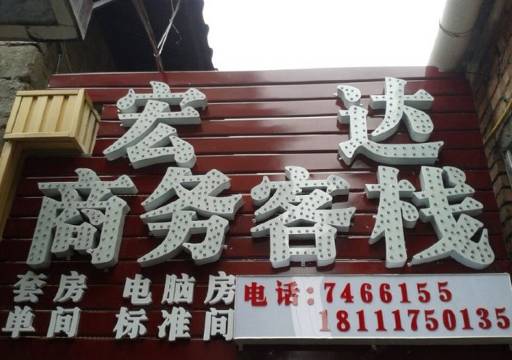 宏达
商务客栈
套房 电脑房
单间 标准间
电话：7466155
18111750135